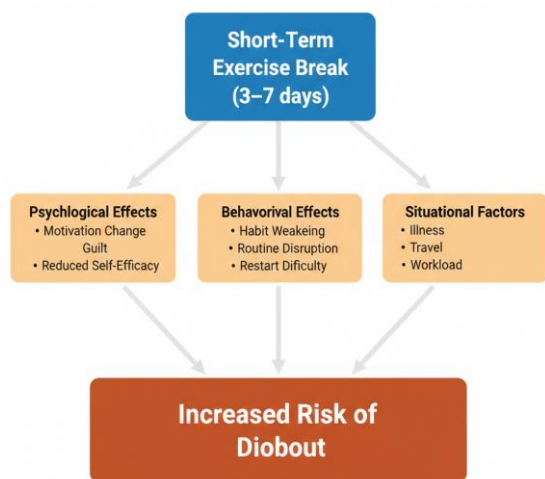 Short-Term
Exercise Break
(3–7 days)
Psychlogical Effects
• Motivation Change
Guilt
• Reduced Self-Efficacy
Behavorival Effects
• Habit Weakeing
• Routine Disruption
• Restart Dificulty
Situational Factors
• Illness
• Travel
• Workload
Increased Risk of
Diobout